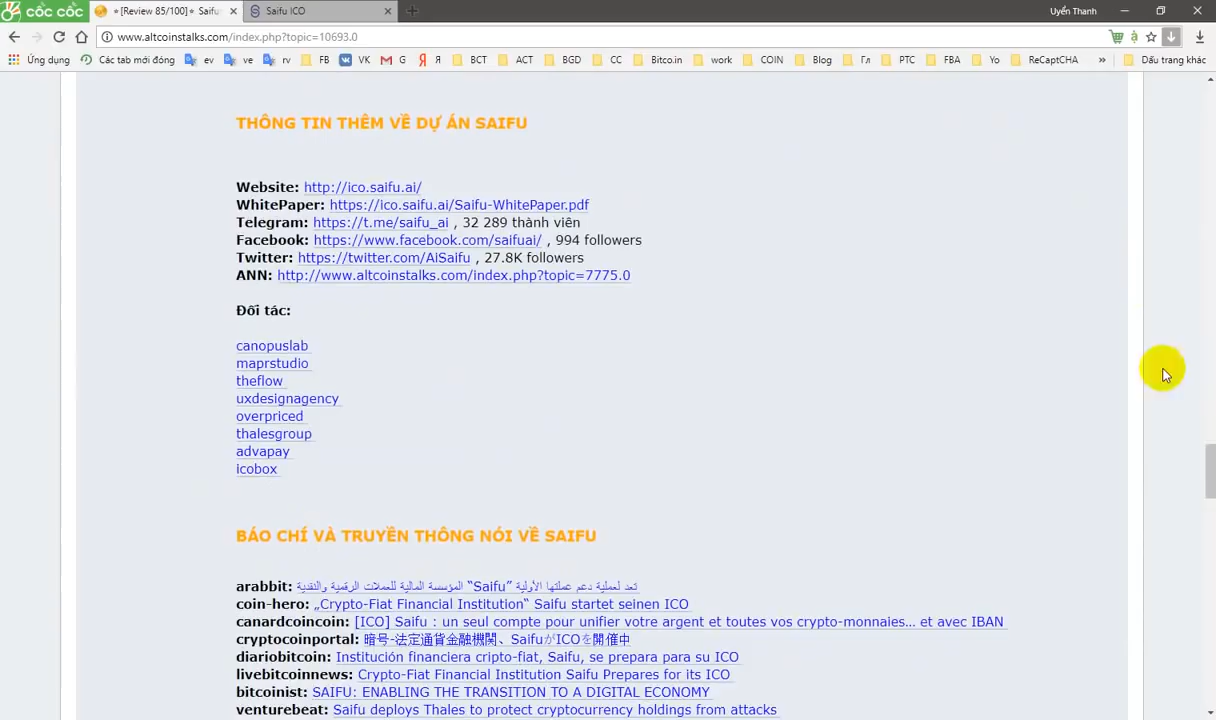 cốc cốc
[Review 85/100]
Saifu ICO
Uyển Thanh
www.altcoinstalks.com/index.php?topic=10693.0
Ứng dụng Các tab mới đóng ev ve rv FB VK G Я BCT ACT BGD CC Bitco.in work COIN Blog Гл PTC FBA Yo ReCaptCHA » Dấu trang khác
THÔNG TIN THÊM VỀ DỰ ÁN SAIFU
Website: http://ico.saifu.ai/
WhitePaper: https://ico.saifu.ai/Saifu-WhitePaper.pdf
Telegram: https://t.me/saifu_ai , 32 289 thành viên
Facebook: https://www.facebook.com/saifuai/ , 994 followers
Twitter: https://twitter.com/AiSaifu , 27.8K followers
ANN: http://www.altcoinstalks.com/index.php?topic=7775.0
Đối tác:
canopuslab
maprstudio
theflow
uxdesignagency
overpriced
thalesgroup
advapay
icobox
BÁO CHÍ VÀ TRUYỀN THÔNG NÓI VỀ SAIFU
arabbit: المؤسسة المالية للعملات الرقمية والنقدية “Saifu” تعد لعملية دعم عملتها الأولية
coin-hero: „Crypto-Fiat Financial Institution“ Saifu startet seinen ICO
canardcoincoin: [ICO] Saifu : un seul compte pour unifier votre argent et toutes vos crypto-monnaies... et avec IBAN
cryptocoinportal: 暗号-法定通貨金融機関、SaifuがICOを開催中
diariobitcoin: Institución financiera cripto-fiat, Saifu, se prepara para su ICO
livebitcoinnews: Crypto-Fiat Financial Institution Saifu Prepares for its ICO
bitcoinist: SAIFU: ENABLING THE TRANSITION TO A DIGITAL ECONOMY
venturebeat: Saifu deploys Thales to protect cryptocurrency holdings from attacks